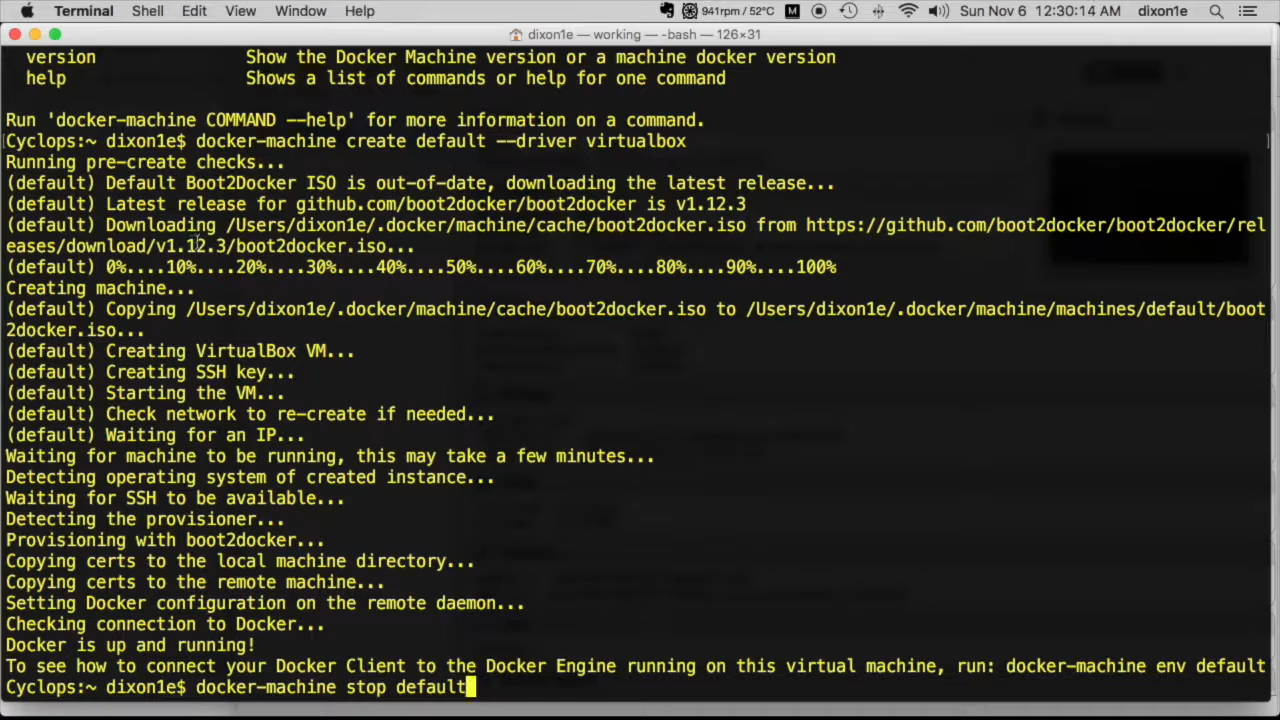 Terminal Shell Edit View Window Help 941rpm / 52°C M Sun Nov 6 12:30:14 AM dixon1e
dixon1e — working — -bash — 126×31
version Show the Docker Machine version or a machine docker version
help Shows a list of commands or help for one command
Run 'docker-machine COMMAND --help' for more information on a command.
Cyclops:~ dixon1e$ docker-machine create default --driver virtualbox
Running pre-create checks...
(default) Default Boot2Docker ISO is out-of-date, downloading the latest release...
(default) Latest release for github.com/boot2docker/boot2docker is v1.12.3
(default) Downloading /Users/dixon1e/.docker/machine/cache/boot2docker.iso from https://github.com/boot2docker/boot2docker/rel
eases/download/v1.12.3/boot2docker.iso...
(default) 0%....10%....20%....30%....40%....50%....60%....70%....80%....90%....100%
Creating machine...
(default) Copying /Users/dixon1e/.docker/machine/cache/boot2docker.iso to /Users/dixon1e/.docker/machine/machines/default/boot
2docker.iso...
(default) Creating VirtualBox VM...
(default) Creating SSH key...
(default) Starting the VM...
(default) Check network to re-create if needed...
(default) Waiting for an IP...
Waiting for machine to be running, this may take a few minutes...
Detecting operating system of created instance...
Waiting for SSH to be available...
Detecting the provisioner...
Provisioning with boot2docker...
Copying certs to the local machine directory...
Copying certs to the remote machine...
Setting Docker configuration on the remote daemon...
Checking connection to Docker...
Docker is up and running!
To see how to connect your Docker Client to the Docker Engine running on this virtual machine, run: docker-machine env default
Cyclops:~ dixon1e$ docker-machine stop default